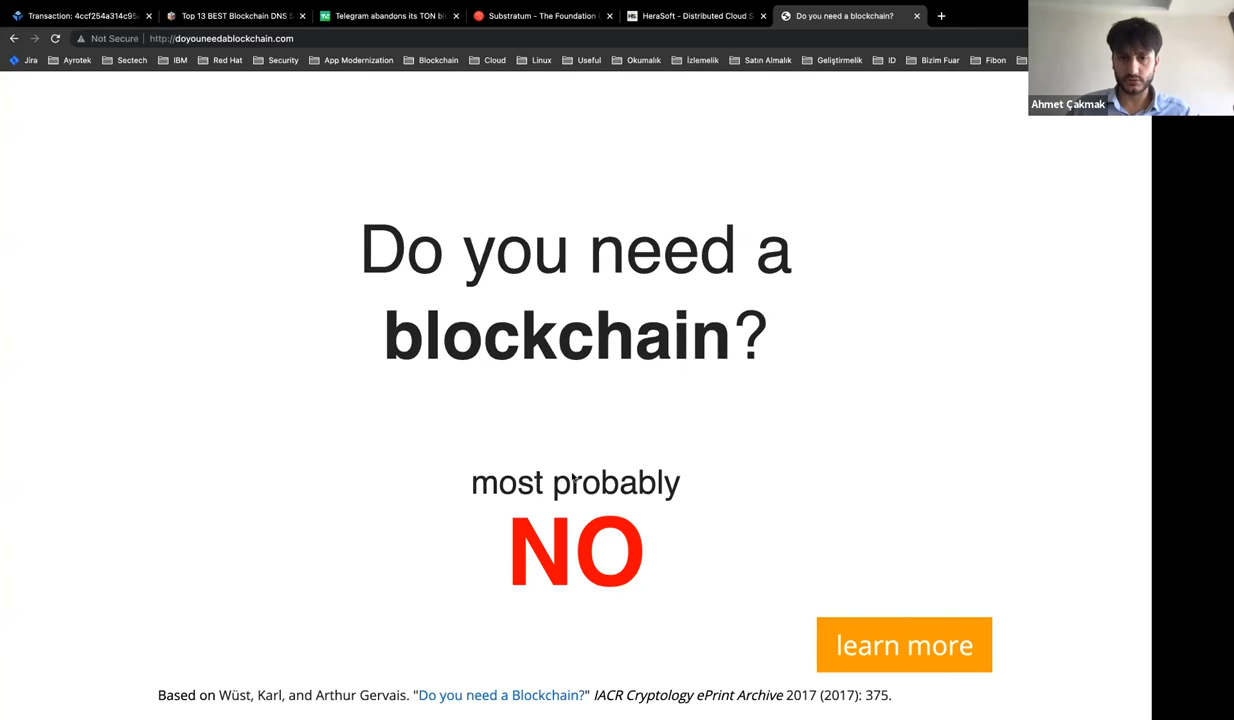 Transaction: 4ccf254a314c95
Top 13 BEST Blockchain DNS S
Telegram abandons its TON bl
Substratum - The Foundation
HeraSoft - Distributed Cloud S
Do you need a blockchain?
Not Secure
http://doyouneedablockchain.com
Jira
Ayrotek
Sectech
IBM
Red Hat
Security
App Modernization
Blockchain
Cloud
Linux
Useful
Okumalık
İzlemelik
Satın Almalık
Geliştirmelik
ID
Bizim Fuar
Fibon
Ahmet Çakmak
Do you need a
blockchain?
most probably
NO
learn more
Based on Wüst, Karl, and Arthur Gervais. "Do you need a Blockchain?" IACR Cryptology ePrint Archive 2017 (2017): 375.